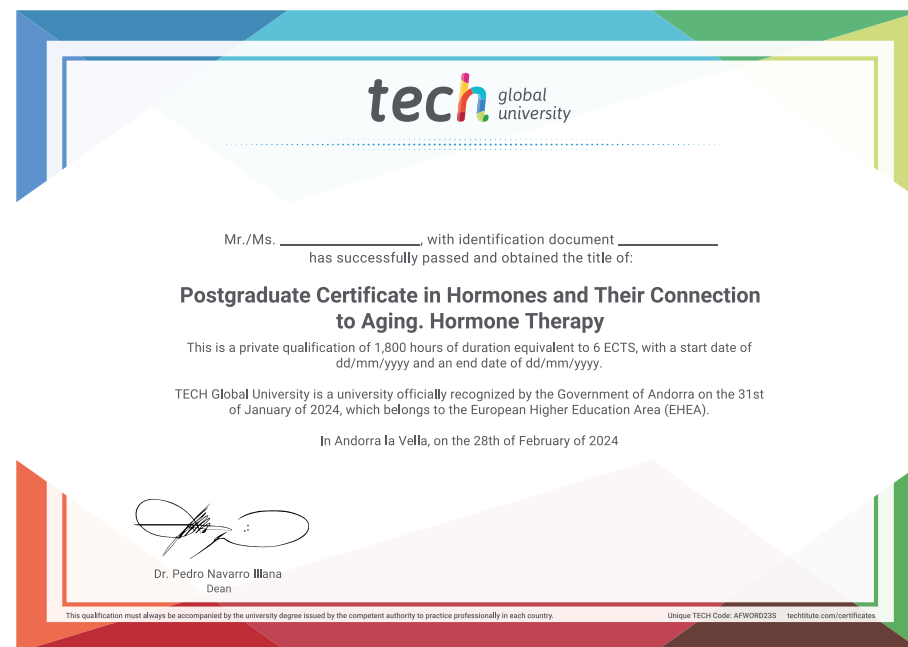 tech global university
Mr./Ms. ____________, with identification document ____________
has successfully passed and obtained the title of:
Postgraduate Certificate in Hormones and Their Connection
to Aging. Hormone Therapy
This is a private qualification of 1,800 hours of duration equivalent to 6 ECTS, with a start date of
dd/mm/yyyy and an end date of dd/mm/yyyy.
TECH Global University is a university officially recognized by the Government of Andorra on the 31st
of January of 2024, which belongs to the European Higher Education Area (EHEA).
In Andorra la Vella, on the 28th of February of 2024
Dr. Pedro Navarro Illana
Dean
This qualification must always be accompanied by the university degree issued by the competent authority to practice professionally in each country.
Unique TECH Code: AFWORD23S techtitute.com/certificates